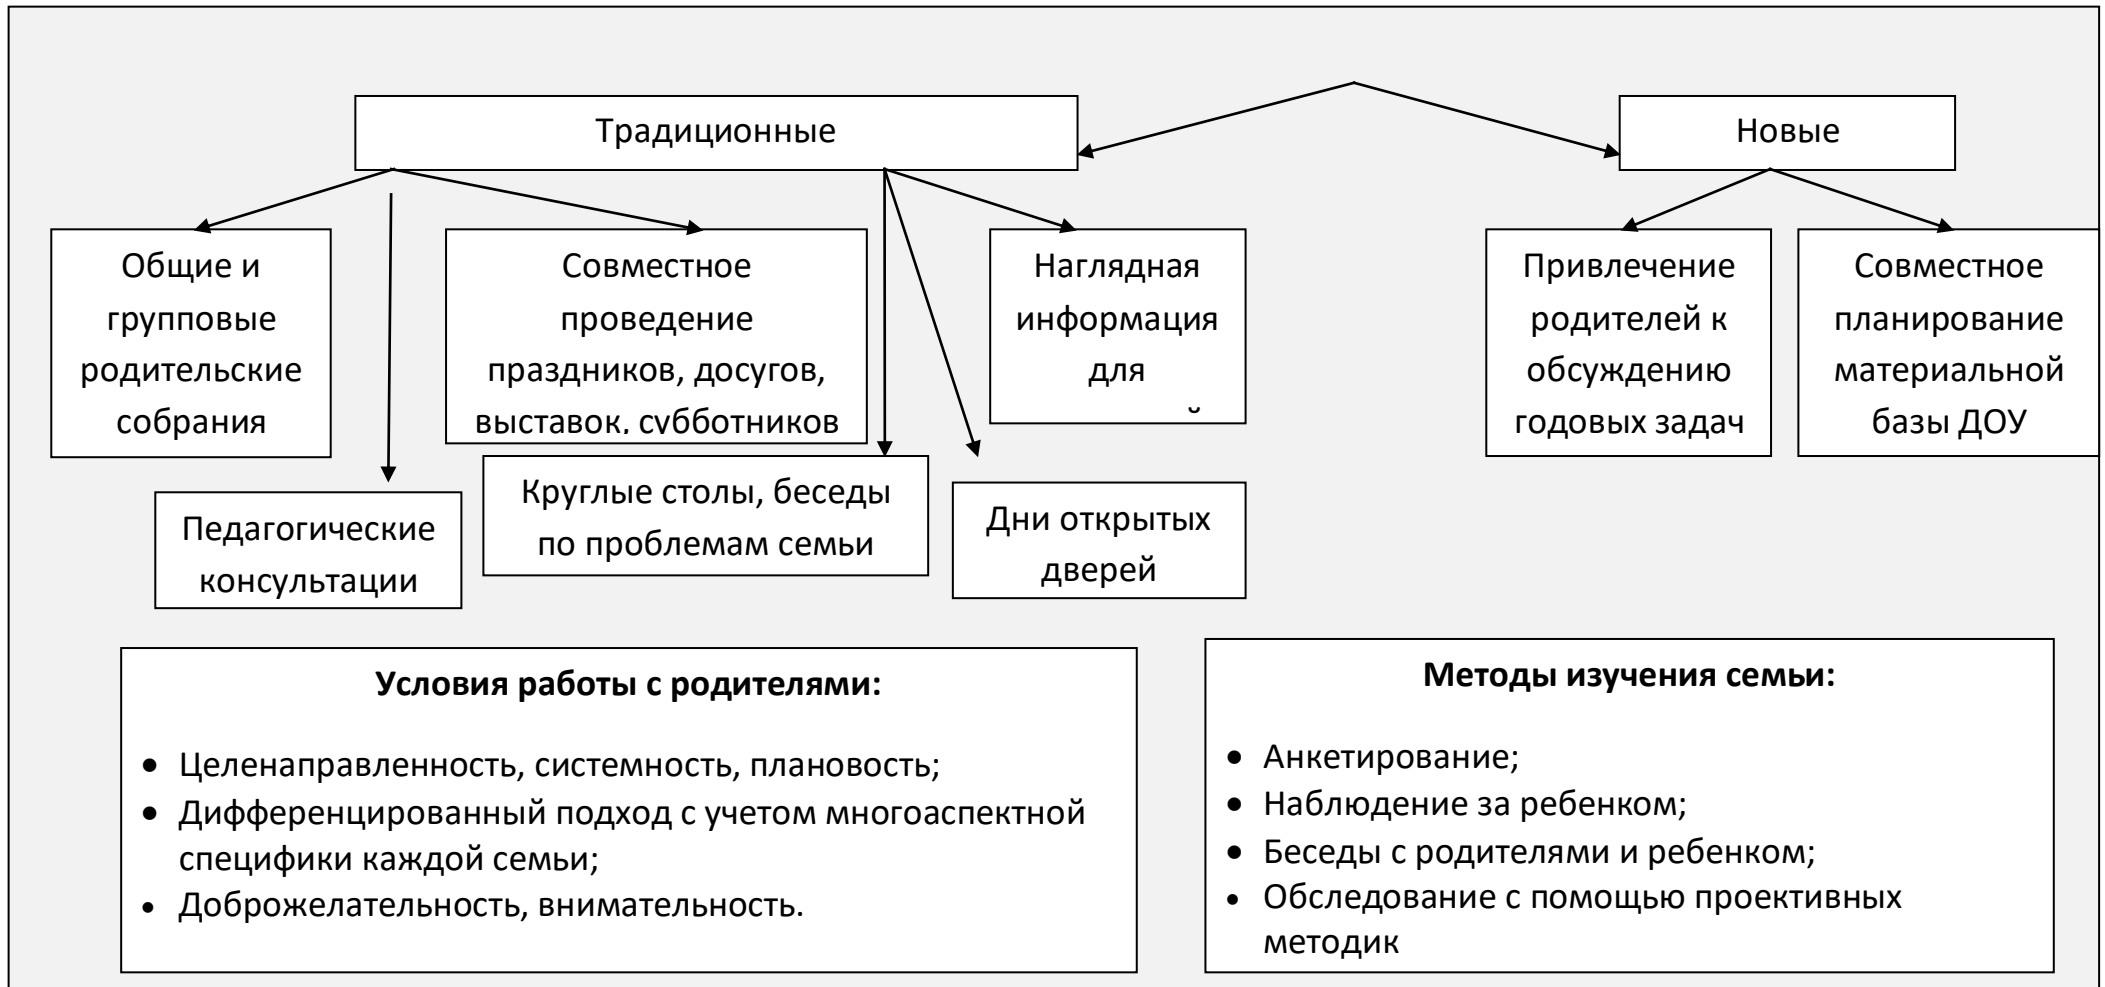 Традиционные
Новые
Общие и
групповые
родительские
собрания
Совместное
проведение
праздников, досугов,
выставок, субботников
Наглядная
информация
для
Привлечение
родителей к
обсуждению
годовых задач
Совместное
планирование
материальной
базы ДОУ
Педагогические
консультации
Круглые столы, беседы
по проблемам семьи
Дни открытых
дверей
Условия работы с родителями:
• Целенаправленность, системность, плановость;
• Дифференцированный подход с учетом многоаспектной
специфики каждой семьи;
• Доброжелательность, внимательность.
Методы изучения семьи:
• Анкетирование;
• Наблюдение за ребенком;
• Беседы с родителями и ребенком;
• Обследование с помощью проективных
методик